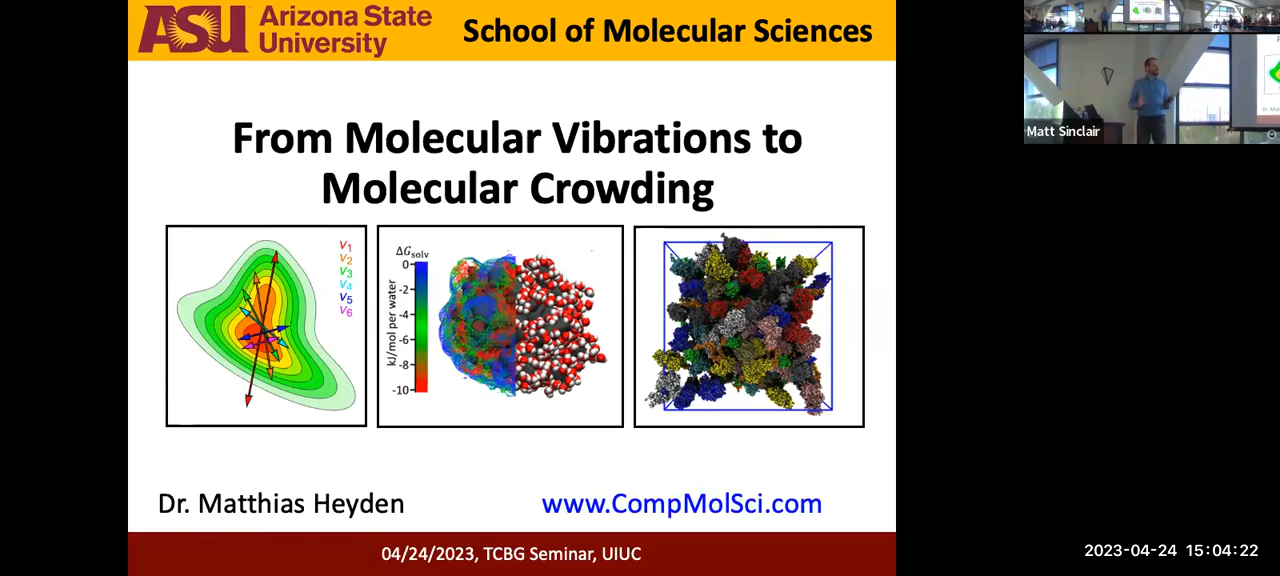 ASU Arizona State University
School of Molecular Sciences
From Molecular Vibrations to
Molecular Crowding
ν1
ν2
ν3
ν4
ν5
ν6
ΔGsolv
kJ/mol per water
0
-2
-4
-6
-8
-10
Dr. Matthias Heyden
www.CompMolSci.com
04/24/2023, TCBG Seminar, UIUC
Matt Sinclair
2023-04-24 15:04:22